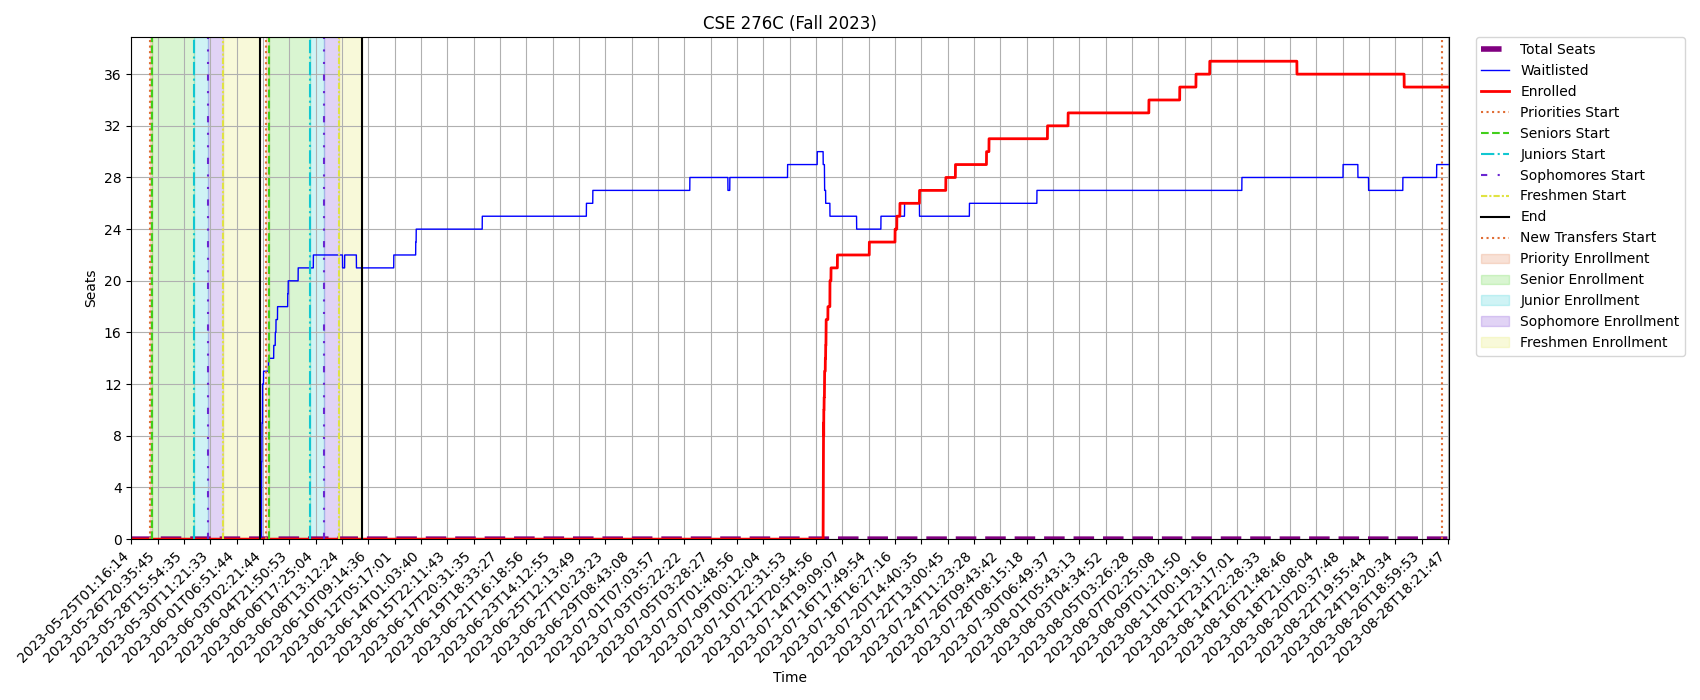 CSE 276C (Fall 2023)
Seats
36
32
28
24
20
16
12
8
4
0
2023-05-25T01:16:14
2023-05-26T20:35:45
2023-05-28T15:54:35
2023-05-30T11:21:33
2023-06-01T06:51:44
2023-06-03T02:21:44
2023-06-04T21:50:53
2023-06-06T17:25:04
2023-06-08T13:12:24
2023-06-10T09:14:36
2023-06-12T05:17:01
2023-06-14T01:03:40
2023-06-15T22:11:43
2023-06-17T20:31:35
2023-06-19T18:33:27
2023-06-21T16:18:56
2023-06-23T14:12:55
2023-06-25T12:13:49
2023-06-27T10:23:23
2023-06-29T08:43:08
2023-07-01T07:03:57
2023-07-03T05:22:22
2023-07-05T03:28:27
2023-07-07T01:48:56
2023-07-09T00:12:04
2023-07-10T22:31:53
2023-07-12T20:54:56
2023-07-14T19:09:07
2023-07-16T17:49:54
2023-07-18T16:27:16
2023-07-20T14:40:35
2023-07-22T13:00:45
2023-07-24T11:23:28
2023-07-26T09:43:42
2023-07-28T08:15:18
2023-07-30T06:49:37
2023-08-01T05:43:13
2023-08-03T04:34:52
2023-08-05T03:26:28
2023-08-07T02:25:08
2023-08-09T01:21:50
2023-08-11T00:19:16
2023-08-12T23:17:01
2023-08-14T22:28:33
2023-08-16T21:48:46
2023-08-18T21:08:04
2023-08-20T20:37:48
2023-08-22T19:55:44
2023-08-24T19:20:34
2023-08-26T18:59:53
2023-08-28T18:21:47
Time
Total Seats
Waitlisted
Enrolled
Priorities Start
Seniors Start
Juniors Start
Sophomores Start
Freshmen Start
End
New Transfers Start
Priority Enrollment
Senior Enrollment
Junior Enrollment
Sophomore Enrollment
Freshmen Enrollment